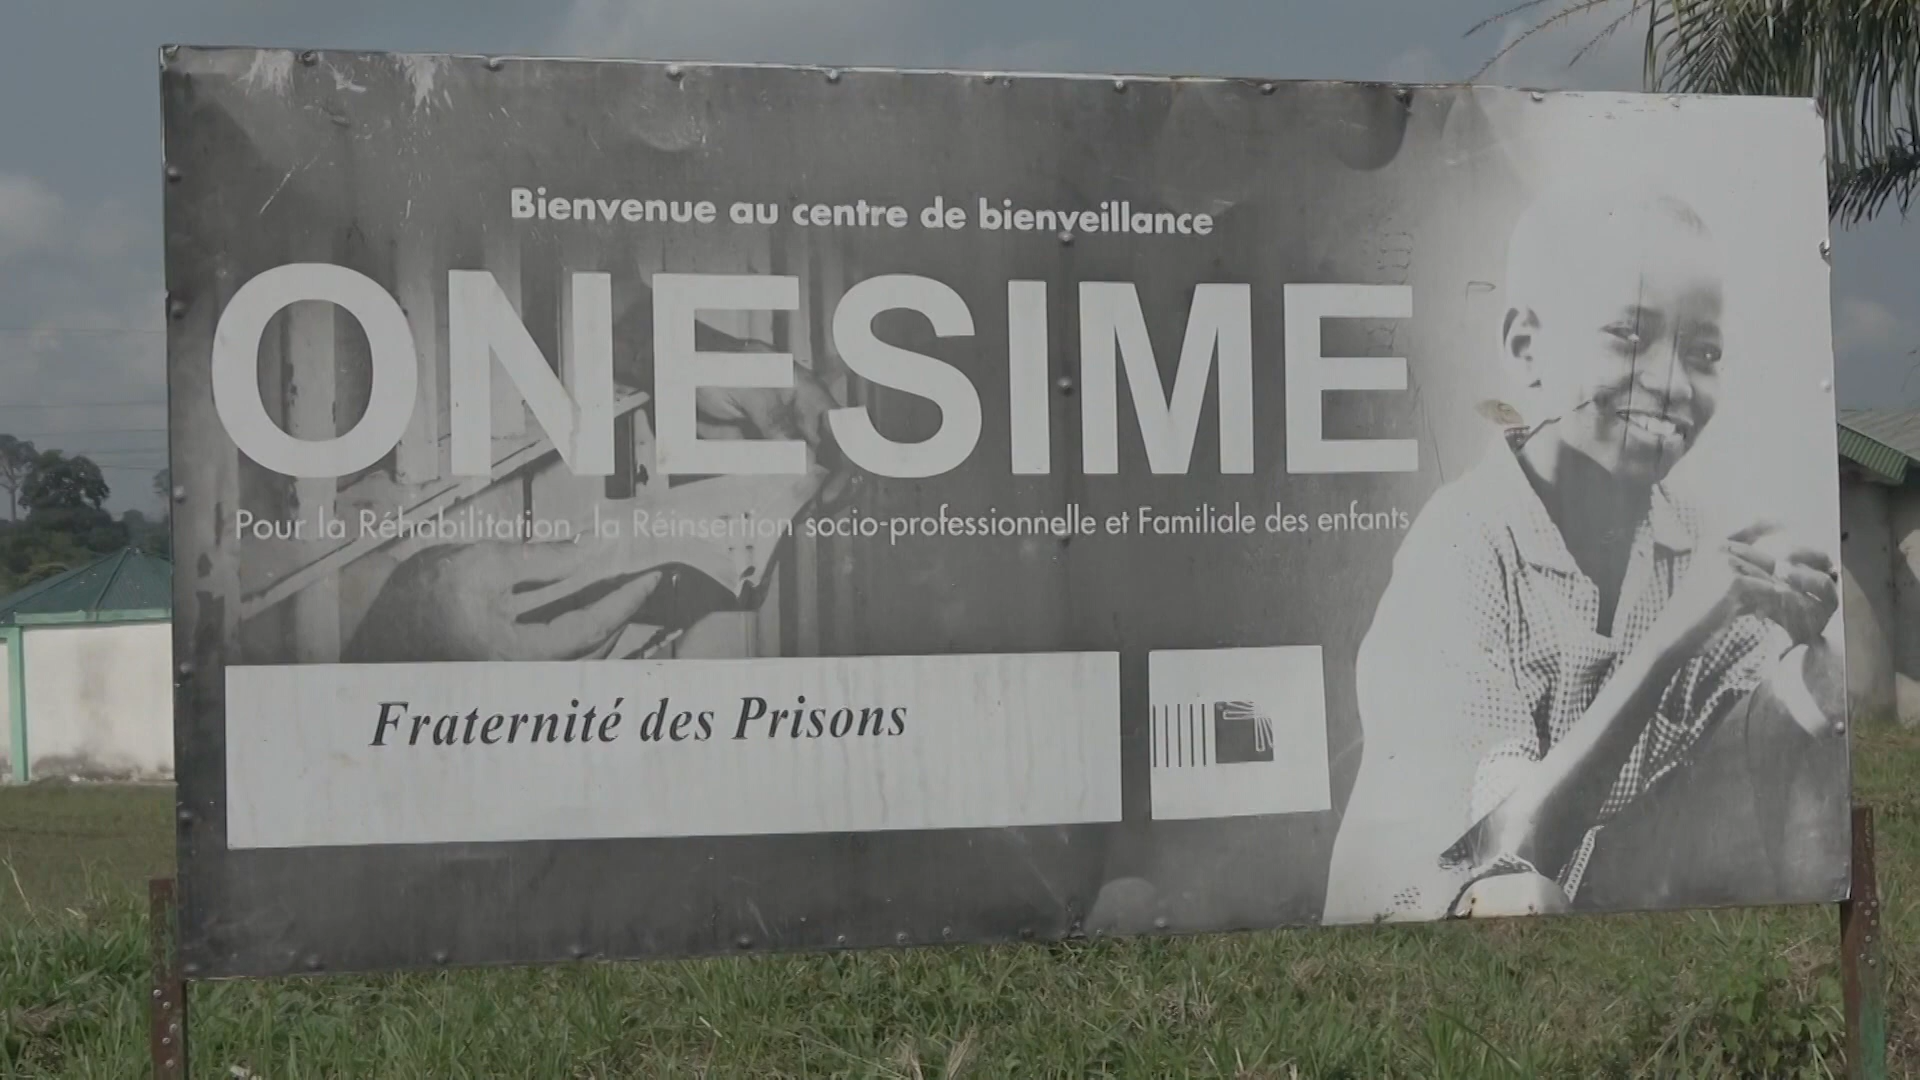 Bienvenue au centre de bienveillance
ONESIME
Pour la Réhabilitation, la Réinsertion socio-professionnelle et Familiale des enfants
Fraternité des Prisons